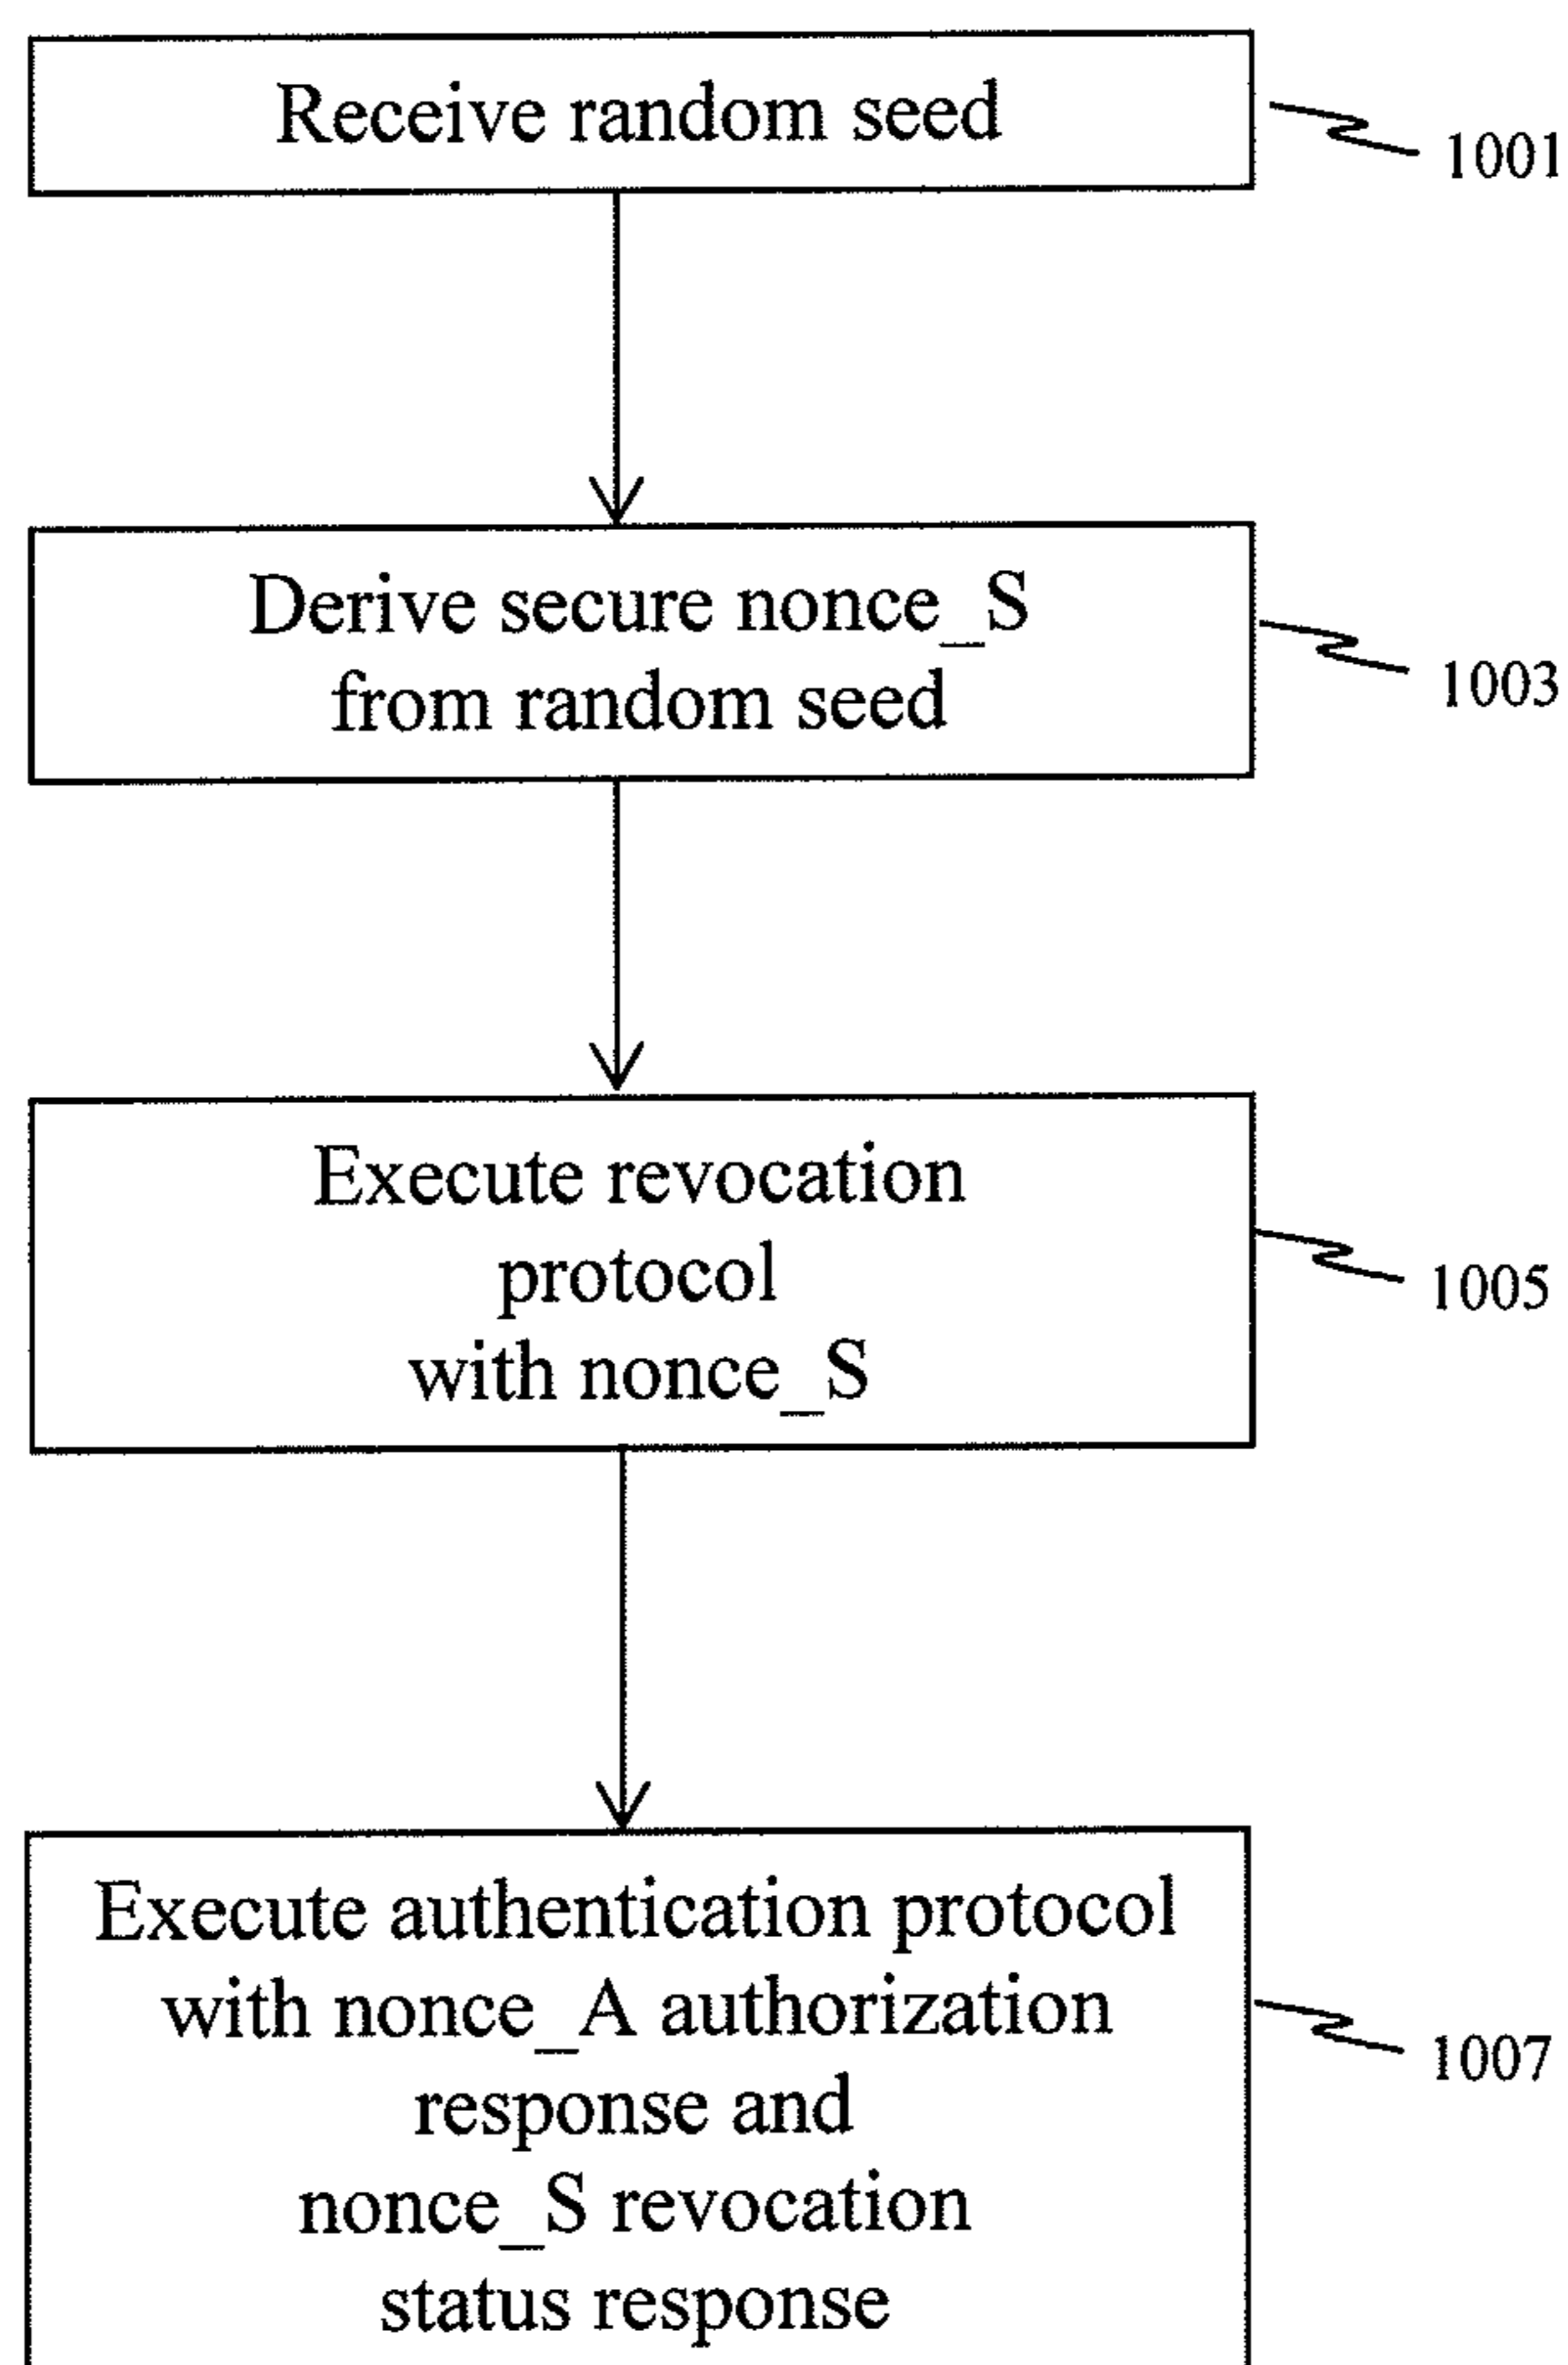 Receive random seed
1001
Derive secure nonce_S
from random seed
1003
Execute revocation
protocol
with nonce_S
1005
Execute authentication protocol
with nonce_A authorization
response and
nonce_S revocation
status response
1007